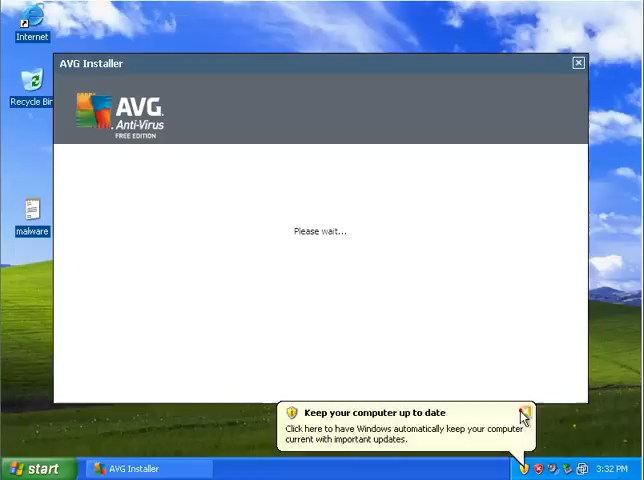 Internet
AVG Installer
Recycle Bin
AVG.
Anti-Virus
FREE EDITION
malware
Please wait...
Keep your computer up to date
Click here to have Windows automatically keep your computer
current with important updates.
start
AVG Installer
3:32 PM